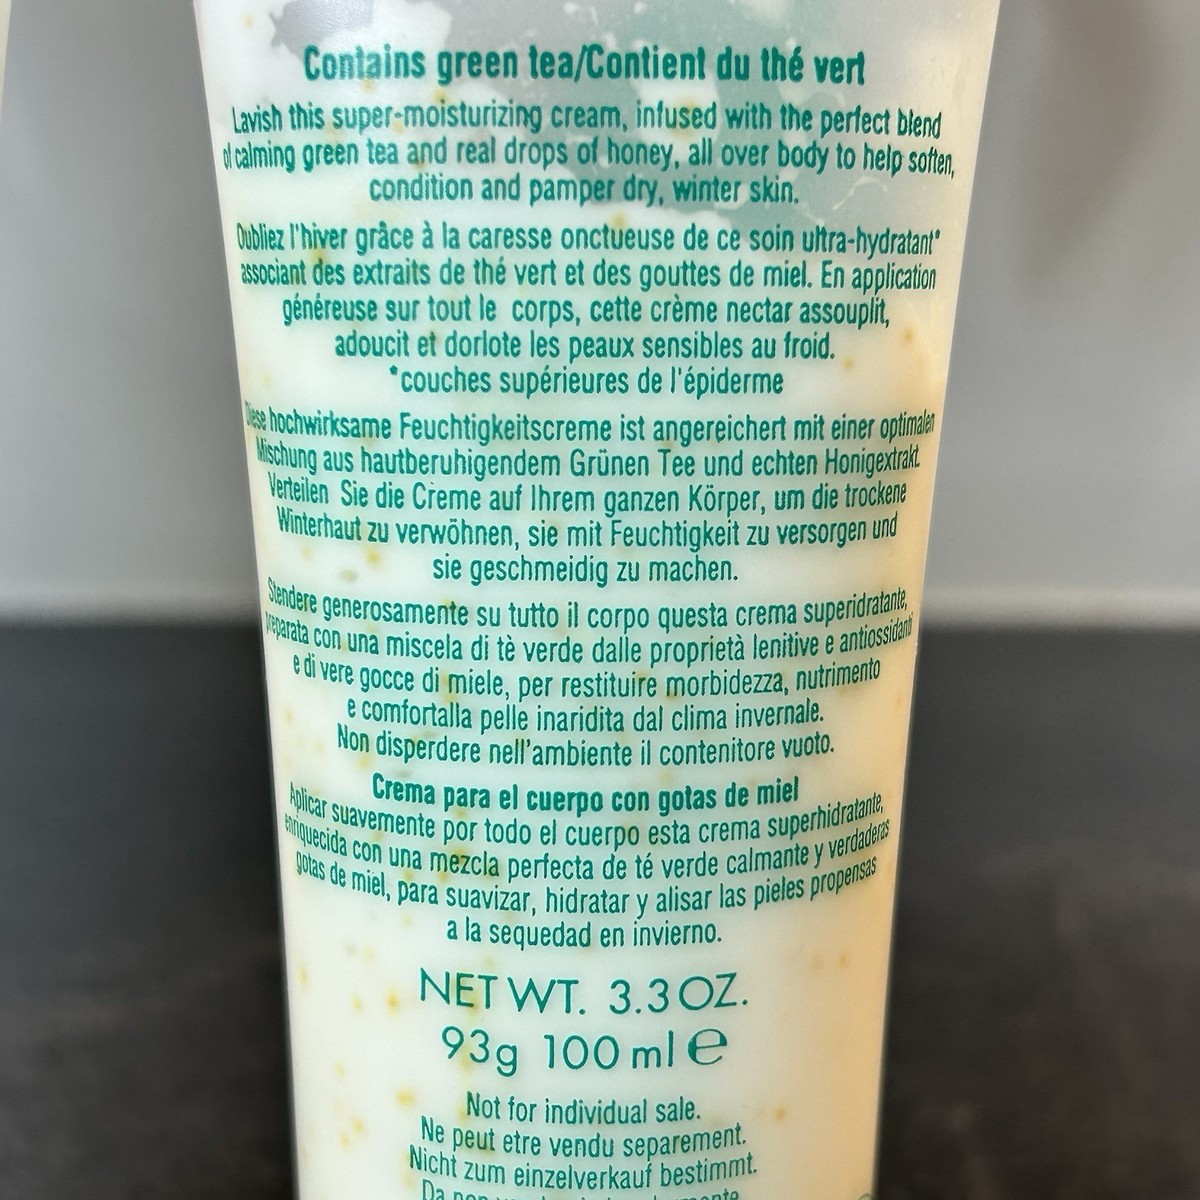 Contains green tea/Contient du thé vert
Lavish this super-moisturizing cream, infused with the perfect blend
of calming green tea and real drops of honey, all over body to help soften,
condition and pamper dry, winter skin.
Oubliez l'hiver grâce à la caresse onctueuse de ce soin ultra-hydratant*
associant des extraits de thé vert et des gouttes de miel. En application
généreuse sur tout le corps, cette crème nectar assouplit,
adoucit et dorlote les peaux sensibles au froid.
*couches supérieures de l'épiderme
Diese hochwirksame Feuchtigkeitscreme ist angereichert mit einer optimalen
Mischung aus hautberuhigendem Grünen Tee und echten Honigextrakt.
Verteilen Sie die Creme auf Ihrem ganzen Körper, um die trockene
Winterhaut zu verwöhnen, sie mit Feuchtigkeit zu versorgen und
sie geschmeidig zu machen.
Stendere generosamente su tutto il corpo questa crema superidratante,
preparata con una miscela di tè verde dalle proprietà lenitive e antiossidanti
e di vere gocce di miele, per restituire morbidezza, nutrimento
e comfortalla pelle inaridita dal clima invernale.
Non disperdere nell'ambiente il contenitore vuoto.
Crema para el cuerpo con gotas de miel
Aplicar suavemente por todo el cuerpo esta crema superhidratante,
enriquecida con una mezcla perfecta de té verde calmante y verdaderas
gotas de miel, para suavizar, hidratar y alisar las pieles propensas
a la sequedad en invierno.
NET WT. 3.3 OZ.
93g 100 ml ℮
Not for individual sale.
Ne peut etre vendu separement.
Nicht zum einzelverkauf bestimmt.
Da non